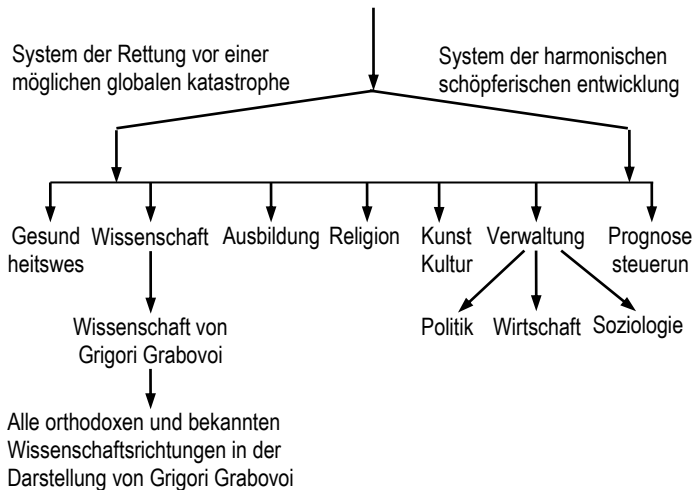 System der Rettung vor einer
möglichen globalen katastrophe
System der harmonischen
schöpferischen entwicklung
Gesund
heitswes
Wissenschaft
Ausbildung
Religion
Kunst
Kultur
Verwaltung
Prognose
steuerun
Wissenschaft von
Grigori Grabovoi
Politik
Wirtschaft
Soziologie
Alle orthodoxen und bekannten
Wissenschaftsrichtungen in der
Darstellung von Grigori Grabovoi